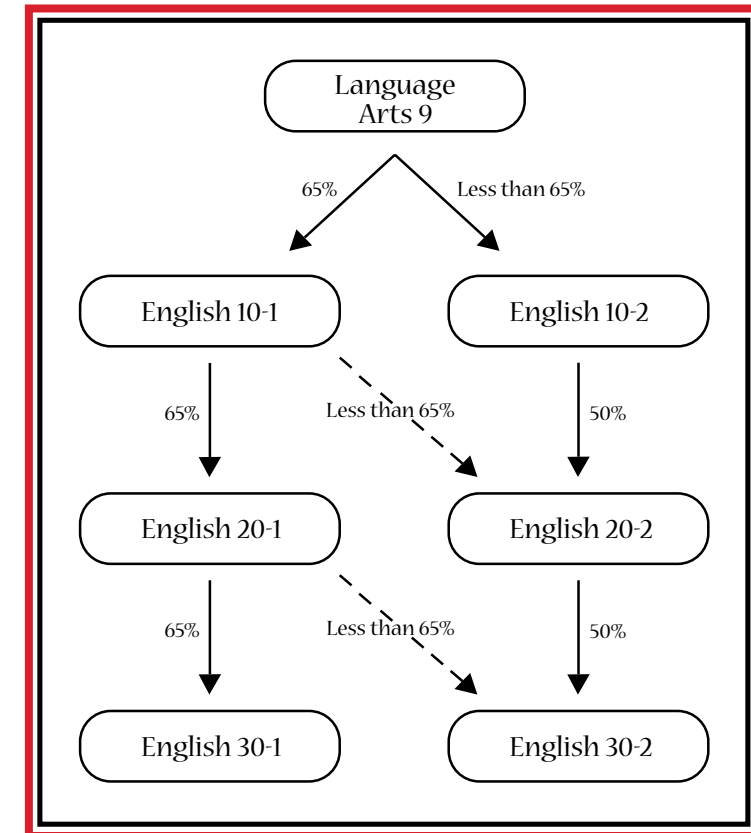 Language
Arts 9
65%
Less than 65%
English 10-1
English 10-2
65%
Less than 65%
50%
English 20-1
English 20-2
65%
Less than 65%
50%
English 30-1
English 30-2